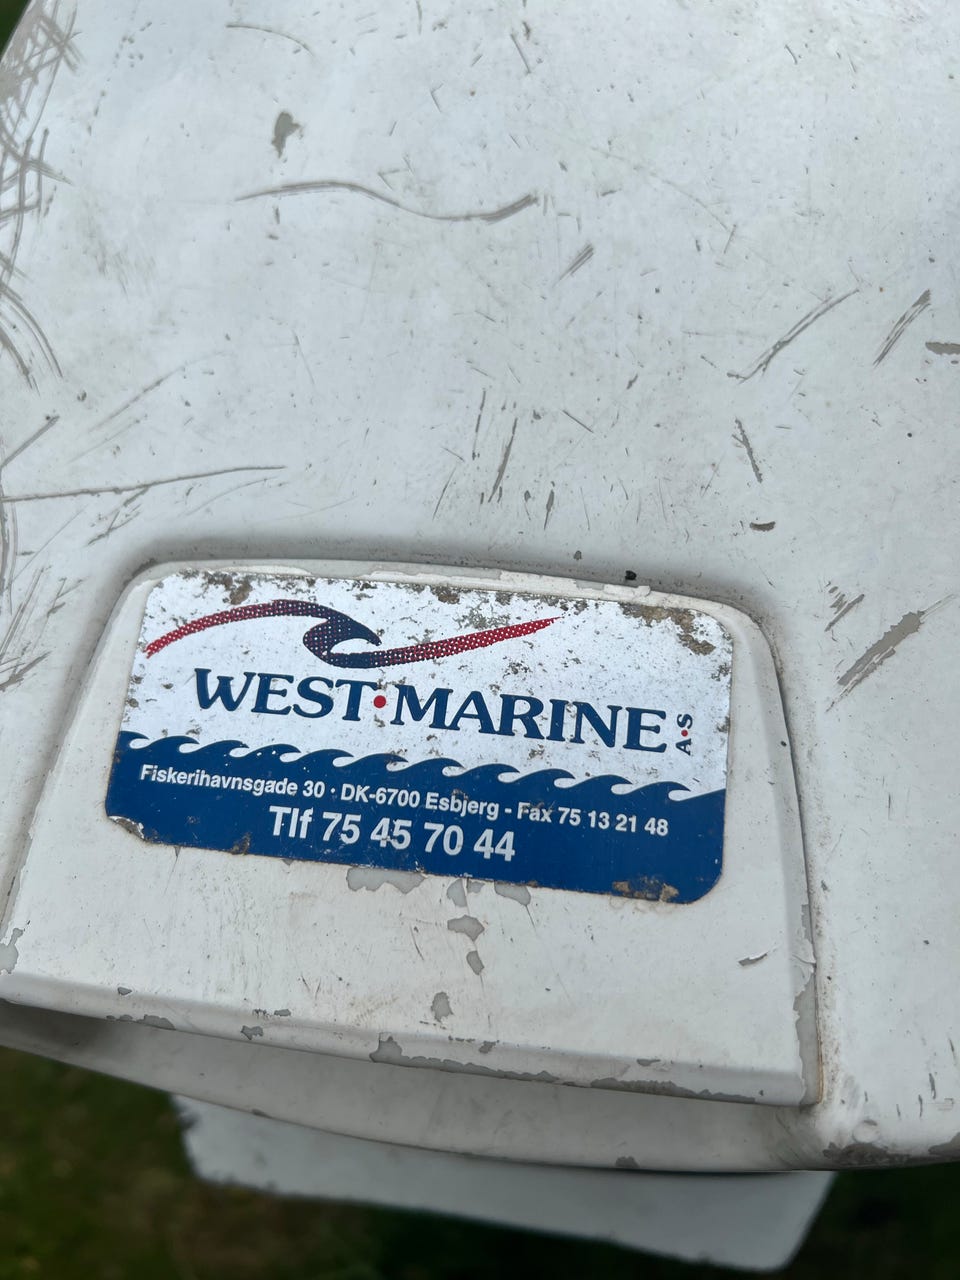 WEST•MARINE A•S
Fiskerihavnsgade 30 · DK-6700 Esbjerg - Fax 75 13 21 48
Tlf 75 45 70 44